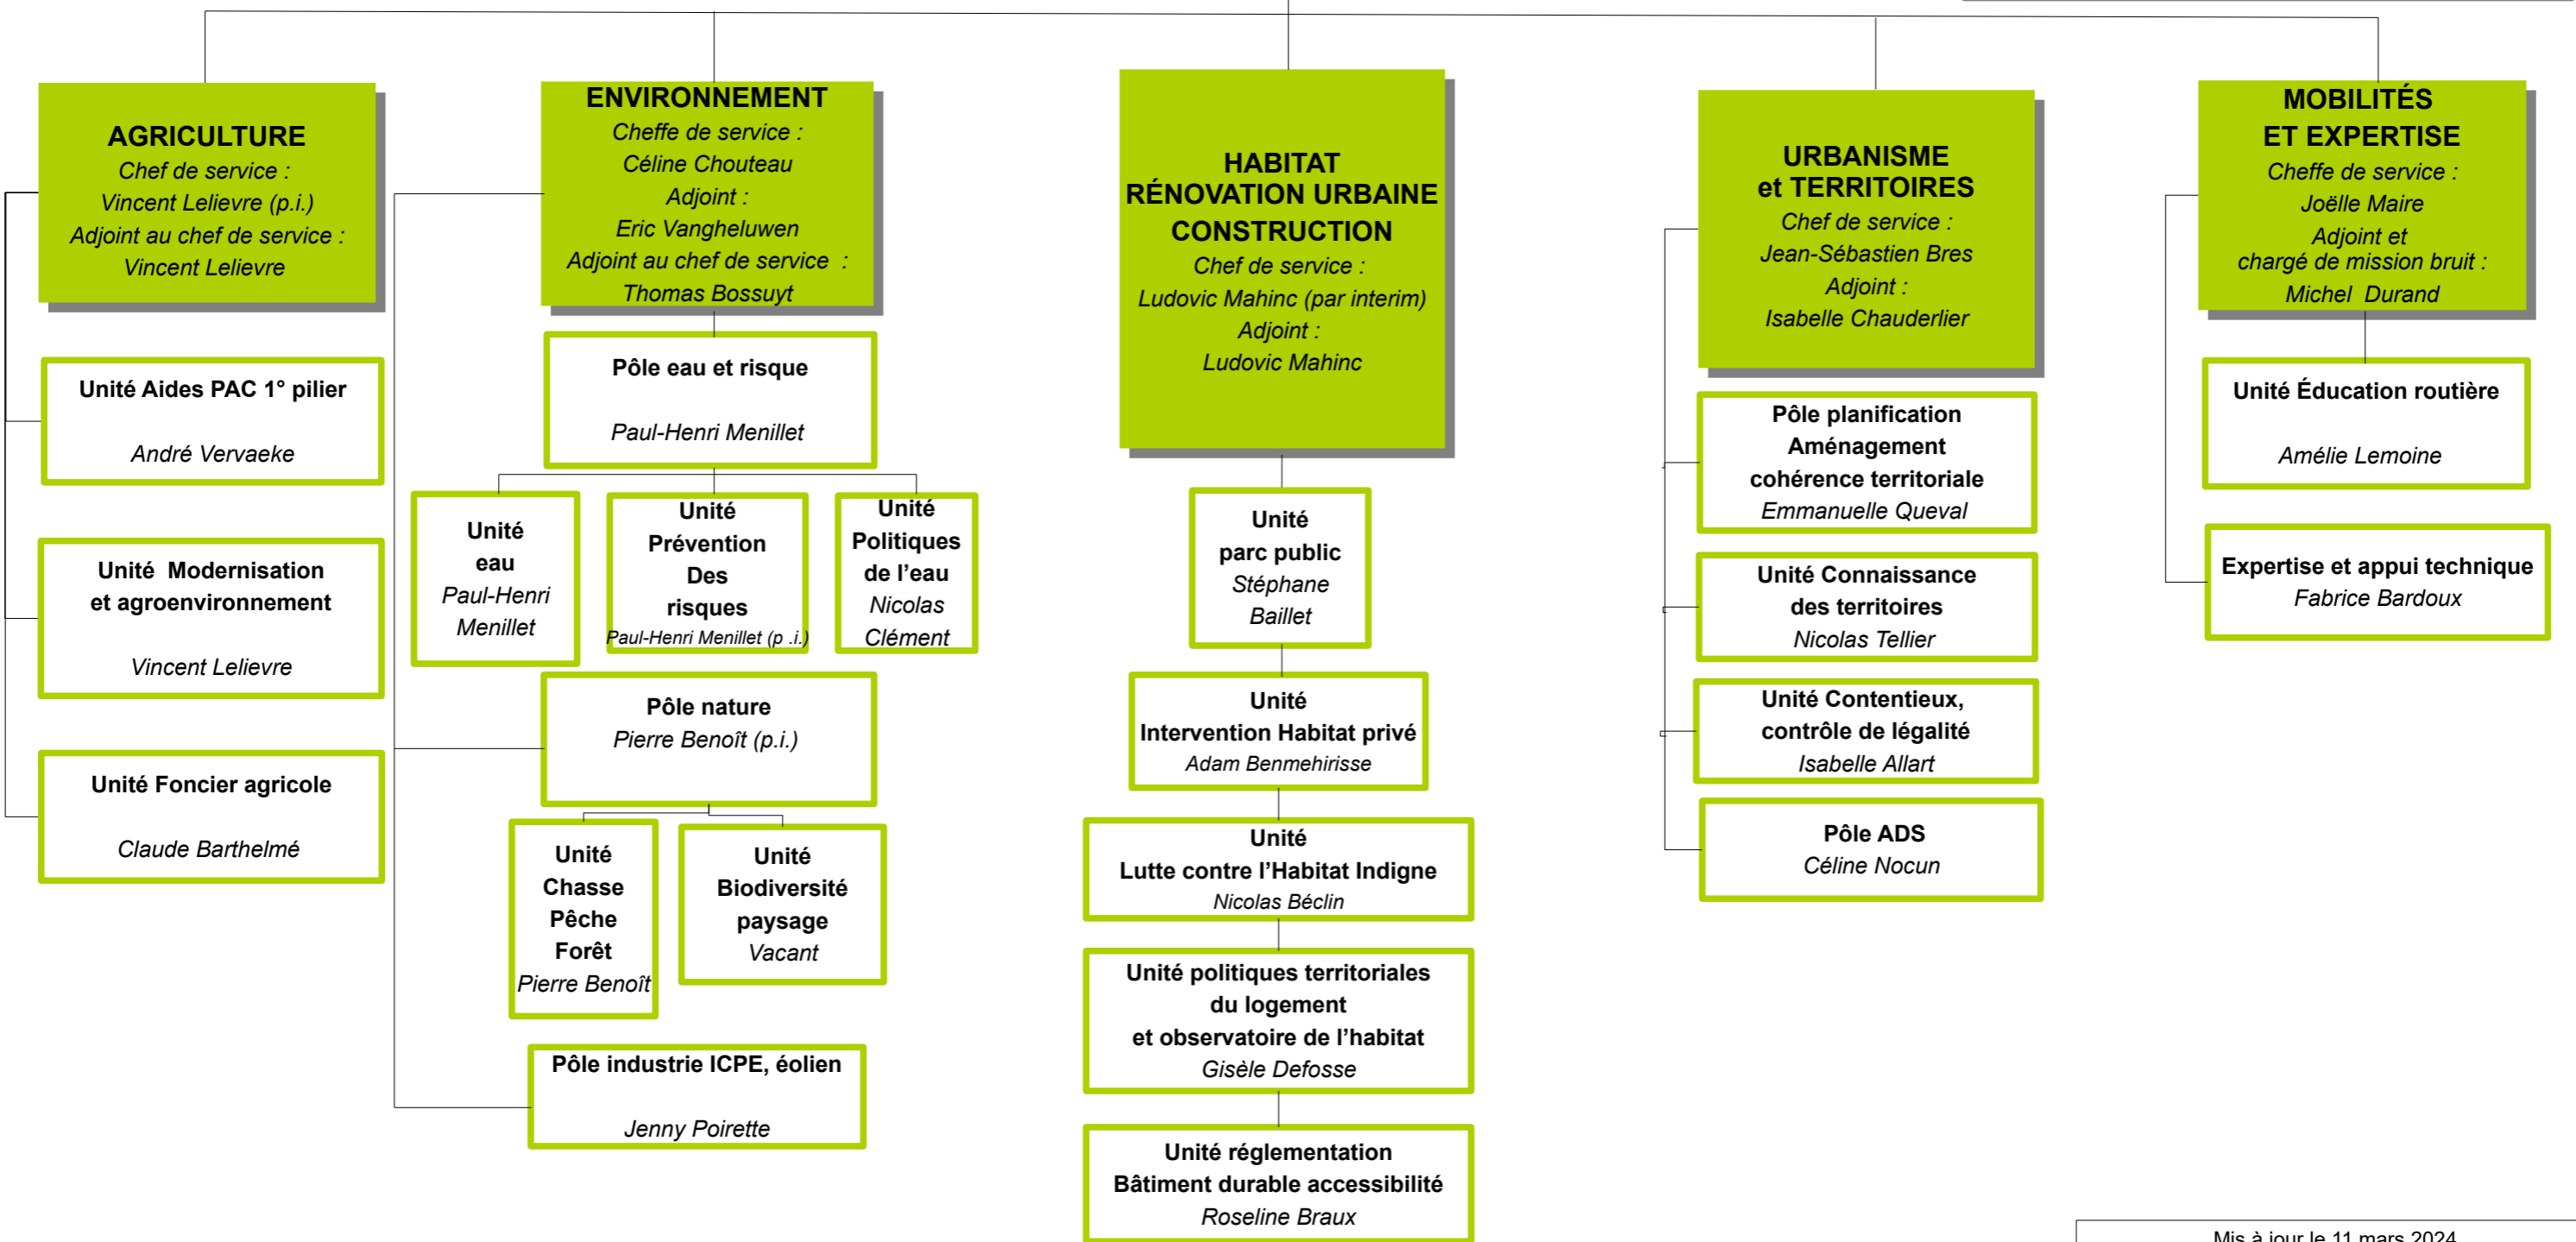 AGRICULTURE
Chef de service :
Vincent Lelievre (p.i.)
Adjoint au chef de service :
Vincent Lelievre
Unité Aides PAC 1° pilier
André Vervaeke
Unité Modernisation
et agroenvironnement
Vincent Lelievre
Unité Foncier agricole
Claude Barthelmé
ENVIRONNEMENT
Cheffe de service :
Céline Chouteau
Adjoint :
Eric Vangheluwen
Adjoint au chef de service :
Thomas Bossuyt
Pôle eau et risque
Paul-Henri Menillet
Unité
eau
Paul-Henri
Menillet
Unité
Prévention
Des
risques
Paul-Henri Menillet (p .i.)
Unité
Politiques
de l’eau
Nicolas
Clément
Pôle nature
Pierre Benoît (p.i.)
Unité
Chasse
Pêche
Forêt
Pierre Benoît
Unité
Biodiversité
paysage
Vacant
Pôle industrie ICPE, éolien
Jenny Poirette
HABITAT
RÉNOVATION URBAINE
CONSTRUCTION
Chef de service :
Ludovic Mahinc (par interim)
Adjoint :
Ludovic Mahinc
Unité
parc public
Stéphane
Baillet
Unité
Intervention Habitat privé
Adam Benmehirisse
Unité
Lutte contre l’Habitat Indigne
Nicolas Béclin
Unité politiques territoriales
du logement
et observatoire de l’habitat
Gisèle Defosse
Unité réglementation
Bâtiment durable accessibilité
Roseline Braux
URBANISME
et TERRITOIRES
Chef de service :
Jean-Sébastien Bres
Adjoint :
Isabelle Chauderlier
Pôle planification
Aménagement
cohérence territoriale
Emmanuelle Queval
Unité Connaissance
des territoires
Nicolas Tellier
Unité Contentieux,
contrôle de légalité
Isabelle Allart
Pôle ADS
Céline Nocun
MOBILITÉS
ET EXPERTISE
Cheffe de service :
Joëlle Maire
Adjoint et
chargé de mission bruit :
Michel Durand
Unité Éducation routière
Amélie Lemoine
Expertise et appui technique
Fabrice Bardoux
Mis à jour le 11 mars 2024